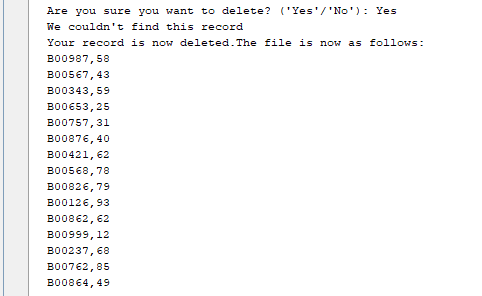 Are you sure you want to delete? ('Yes'/'No'): Yes
We couldn't find this record
Your record is now deleted.The file is now as follows:
B00987,58
B00567,43
B00343,59
B00653,25
B00757,31
B00876,40
B00421,62
B00568,78
B00826,79
B00126,93
B00862,62
B00999,12
B00237,68
B00762,85
B00864,49